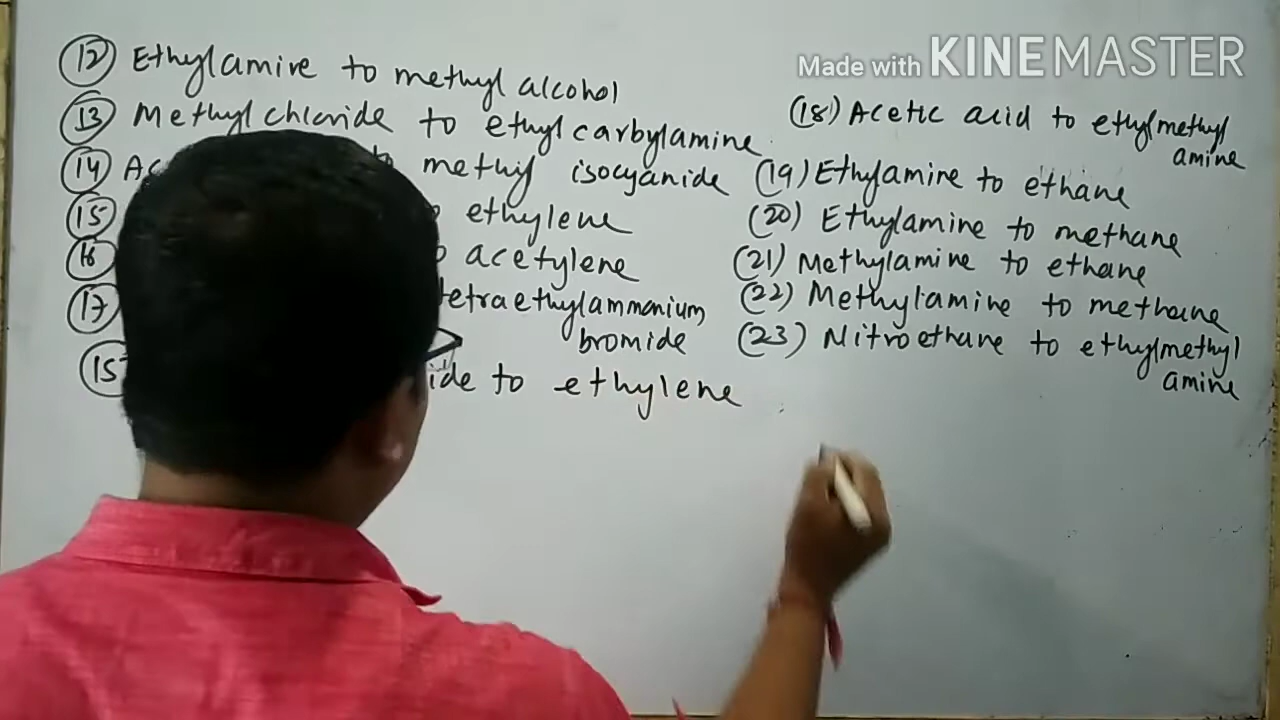 Made with KINEMASTER
(12) Ethylamine to methyl alcohol
(13) Methyl chloride to ethyl carbylamine
(14) to methyl isocyanide
(15) ethylene
(16) acetylene
(17) tetraethylammonium
bromide
(15) ide to ethylene
(18) Acetic acid to ethylmethyl
amine
(19) Ethylamine to ethane
(20) Ethylamine to methane
(21) Methylamine to ethane
(22) Methylamine to methane
(23) Nitroethane to ethylmethyl
amine